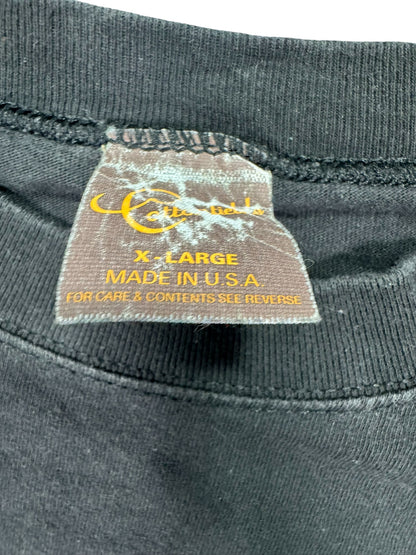 X-LARGE
MADE IN U.S.A.
FOR CARE & CONTENTS SEE REVERSE